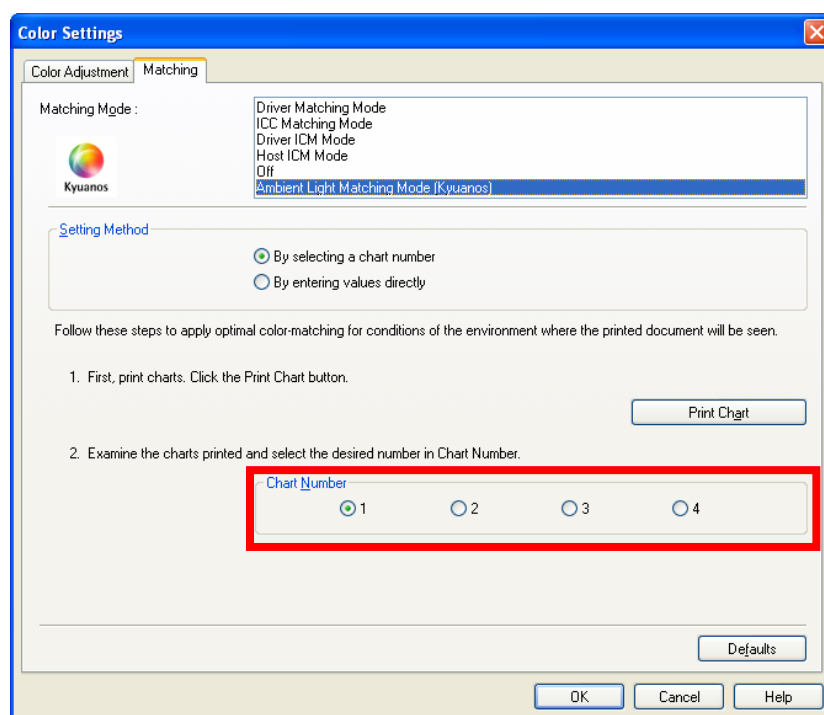 Color Settings
Color Adjustment Matching
Matching Mode :
Driver Matching Mode
ICC Matching Mode
Driver ICM Mode
Host ICM Mode
Off
Ambient Light Matching Mode (Kyuanos)
Kyuanos
Setting Method
By selecting a chart number
By entering values directly
Follow these steps to apply optimal color-matching for conditions of the environment where the printed document will be seen.
1. First, print charts. Click the Print Chart button.
Print Chart
2. Examine the charts printed and select the desired number in Chart Number.
Chart Number
1 2 3 4
Defaults
OK Cancel Help